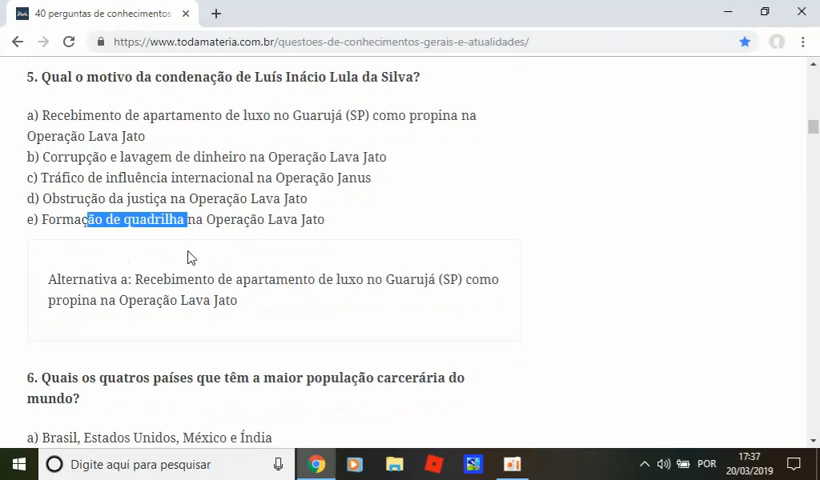 40 perguntas de conhecimentos
https://www.todamateria.com.br/questoes-de-conhecimentos-gerais-e-atualidades/
5. Qual o motivo da condenação de Luís Inácio Lula da Silva?
a) Recebimento de apartamento de luxo no Guarujá (SP) como propina na
Operação Lava Jato
b) Corrupção e lavagem de dinheiro na Operação Lava Jato
c) Tráfico de influência internacional na Operação Janus
d) Obstrução da justiça na Operação Lava Jato
e) Formação de quadrilha na Operação Lava Jato
Alternativa a: Recebimento de apartamento de luxo no Guarujá (SP) como
propina na Operação Lava Jato
6. Quais os quatros países que têm a maior população carcerária do
mundo?
a) Brasil, Estados Unidos, México e Índia
Digite aqui para pesquisar
POR
17:37
20/03/2019